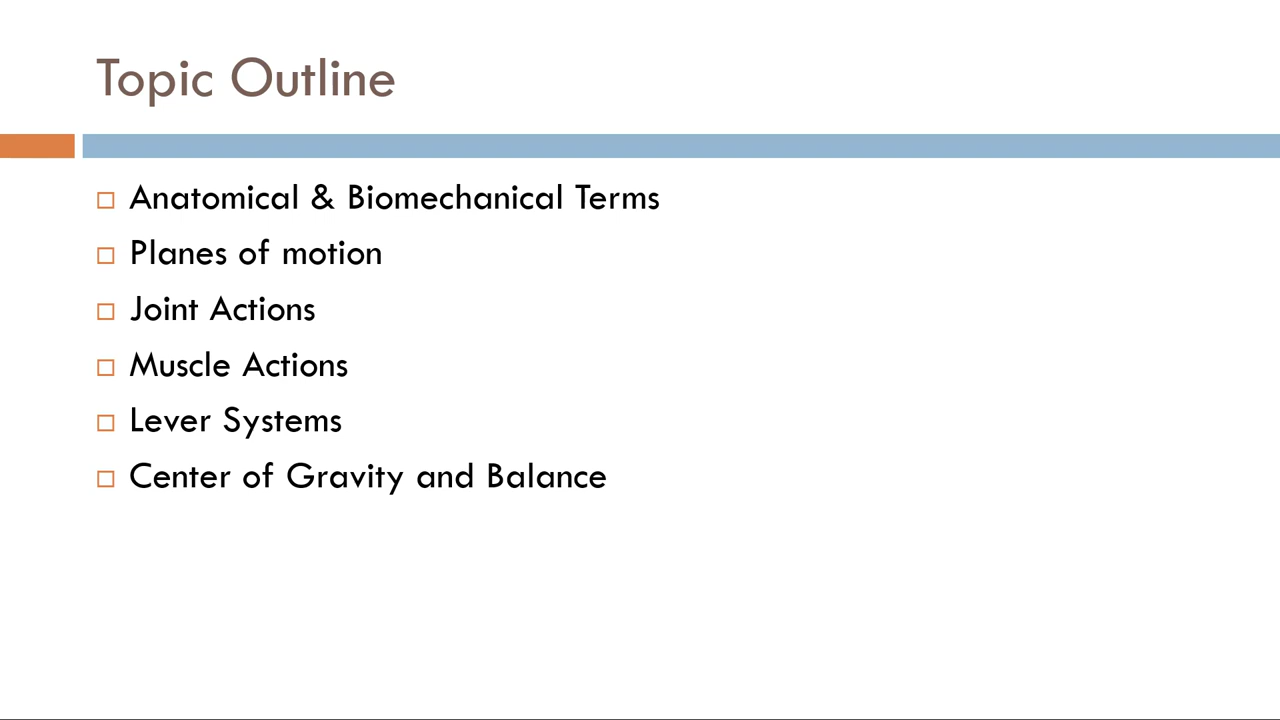 Topic Outline
Anatomical & Biomechanical Terms
Planes of motion
Joint Actions
Muscle Actions
Lever Systems
Center of Gravity and Balance